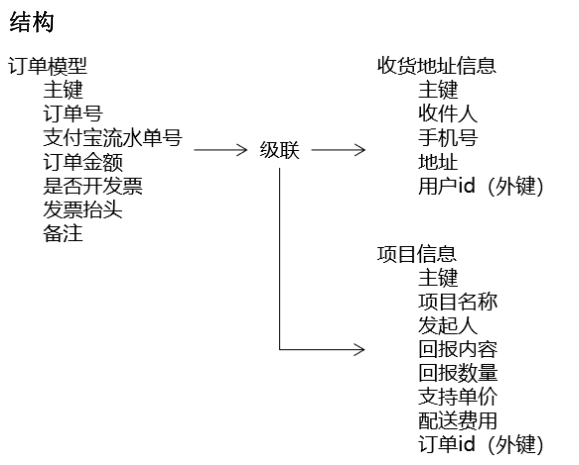 结构
订单模型
主键
订单号
支付宝流水单号
订单金额
是否开发票
发票抬头
备注
级联
收货地址信息
主键
收件人
手机号
地址
用户id（外键）
项目信息
主键
项目名称
发起人
回报内容
回报数量
支持单价
配送费用
订单id（外键）